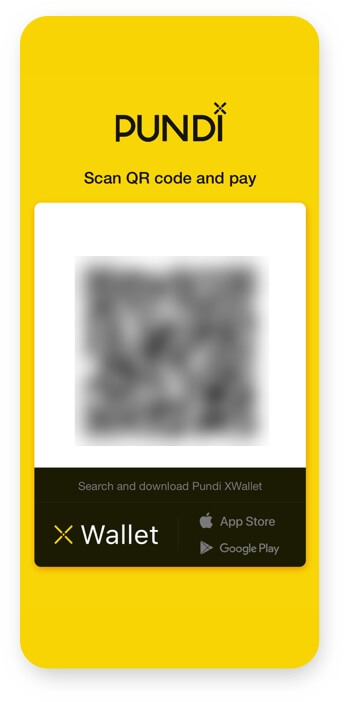 PUNDI
Scan QR code and pay
Search and download Pundi XWallet
Wallet
App Store
Google Play